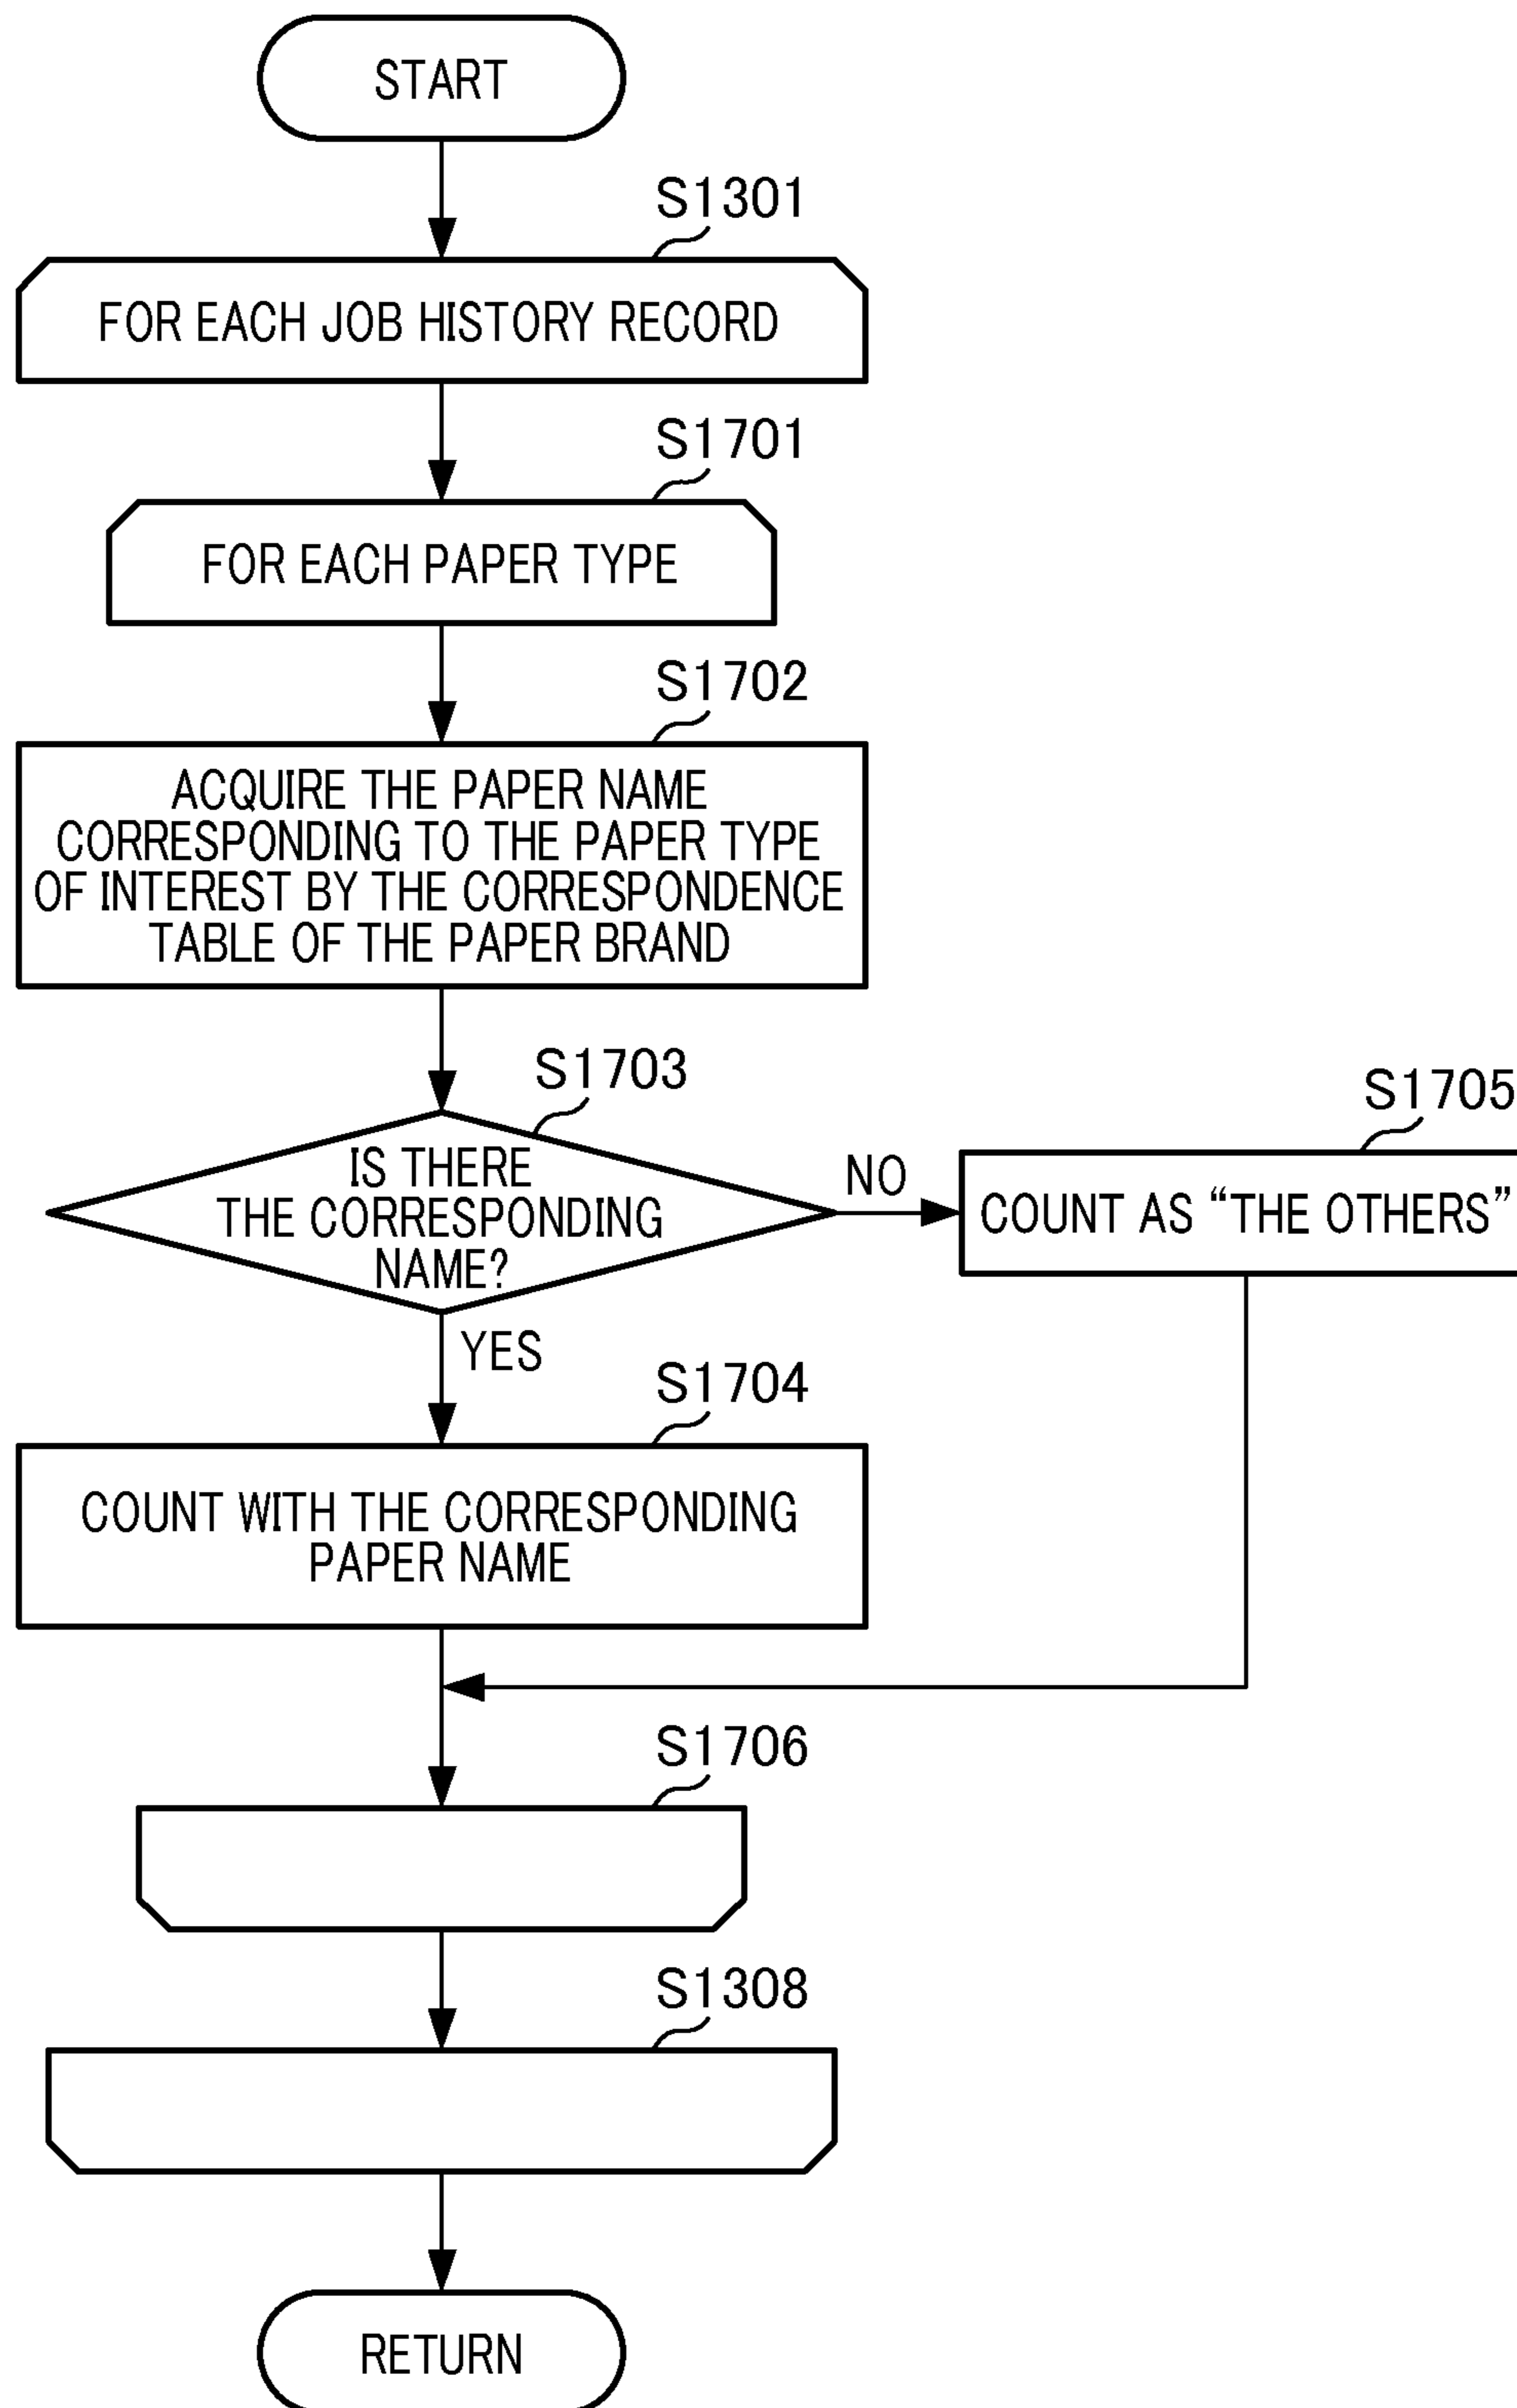 START
S1301
FOR EACH JOB HISTORY RECORD
S1701
FOR EACH PAPER TYPE
S1702
ACQUIRE THE PAPER NAME
CORRESPONDING TO THE PAPER TYPE
OF INTEREST BY THE CORRESPONDENCE
TABLE OF THE PAPER BRAND
S1703
IS THERE
THE CORRESPONDING
NAME?
NO
S1705
COUNT AS “THE OTHERS”
YES
S1704
COUNT WITH THE CORRESPONDING
PAPER NAME
S1706
S1308
RETURN